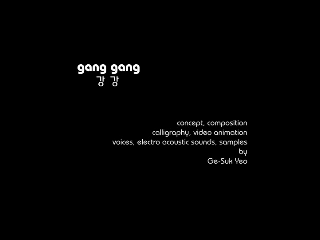 gang gang
강 강
concept, composition
calligraphy, video animation
voices, electro acoustic sounds, samples
by
Ge-Suk Yeo